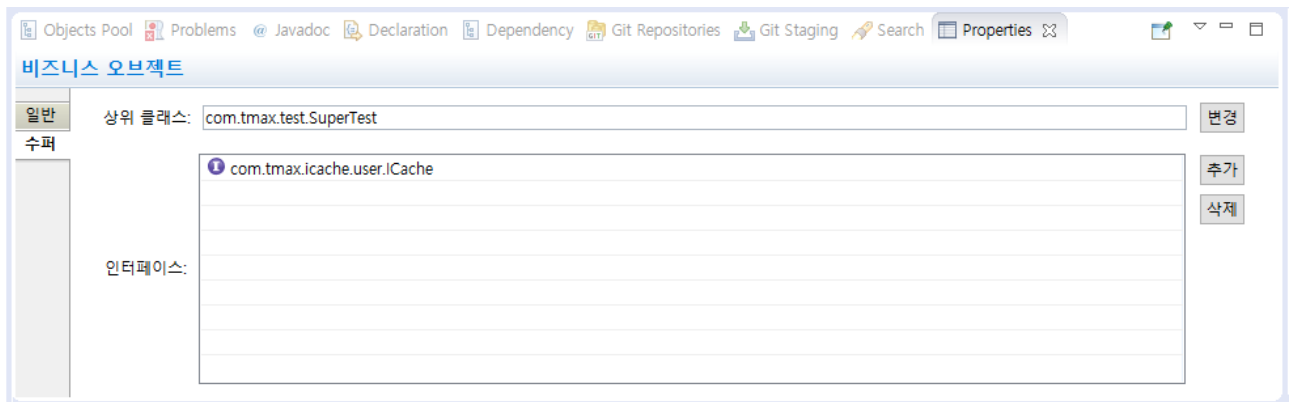 Objects Pool Problems @ Javadoc Declaration Dependency GIT Git Repositories Git Staging Search Properties
비즈니스 오브젝트
일반
상위 클래스: com.tmax.test.SuperTest 변경
수퍼
I com.tmax.icache.user.ICache 추가
삭제
인터페이스: